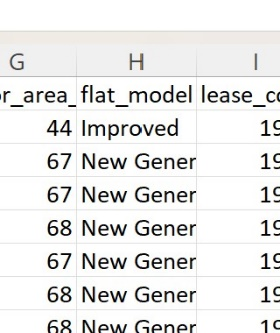 G H I
or_area_ flat_model lease_co
44 Improved 19
67 New Gener 19
67 New Gener 19
68 New Gener 19
67 New Gener 19
68 New Gener 19
68 New Gener 19